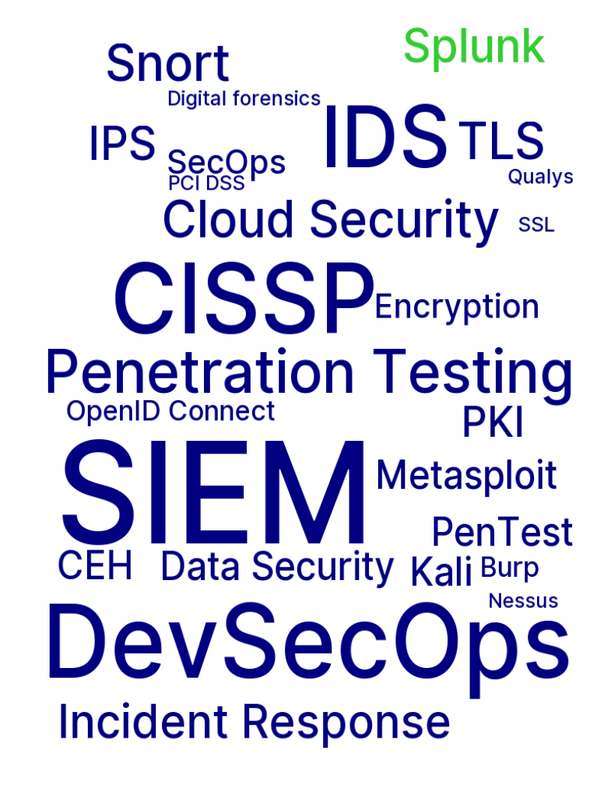 Splunk
Snort
Digital forensics
IDS
TLS
IPS
SecOps
Qualys
PCI DSS
Cloud Security
SSL
CISSP
Encryption
Penetration Testing
OpenID Connect
PKI
SIEM
Metasploit
PenTest
CEH
Data Security
Kali
Burp
Nessus
DevSecOps
Incident Response